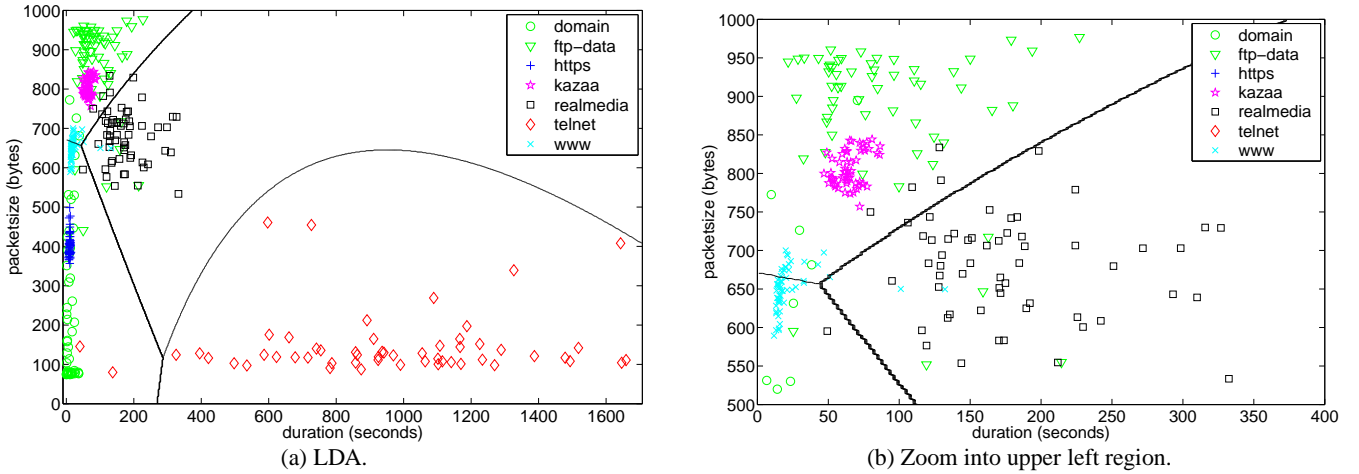 1000
900
800
700
600
500
400
300
200
100
0
packetsize (bytes)
0 200 400 600 800 1000 1200 1400 1600
duration (seconds)
domain
ftp-data
https
kazaa
realmedia
telnet
www
(a) LDA.
1000
950
900
850
800
750
700
650
600
550
500
packetsize (bytes)
0 50 100 150 200 250 300 350 400
duration (seconds)
domain
ftp-data
https
kazaa
realmedia
telnet
www
(b) Zoom into upper left region.